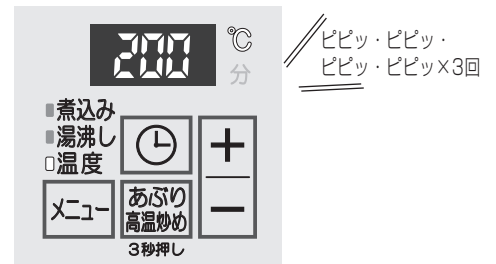 200
℃
分
ピピッ・ピピッ・
ピピッ・ピピッ×3回
煮込み
湯沸し
温度
＋
メニュー
あぶり
高温炒め
－
3秒押し